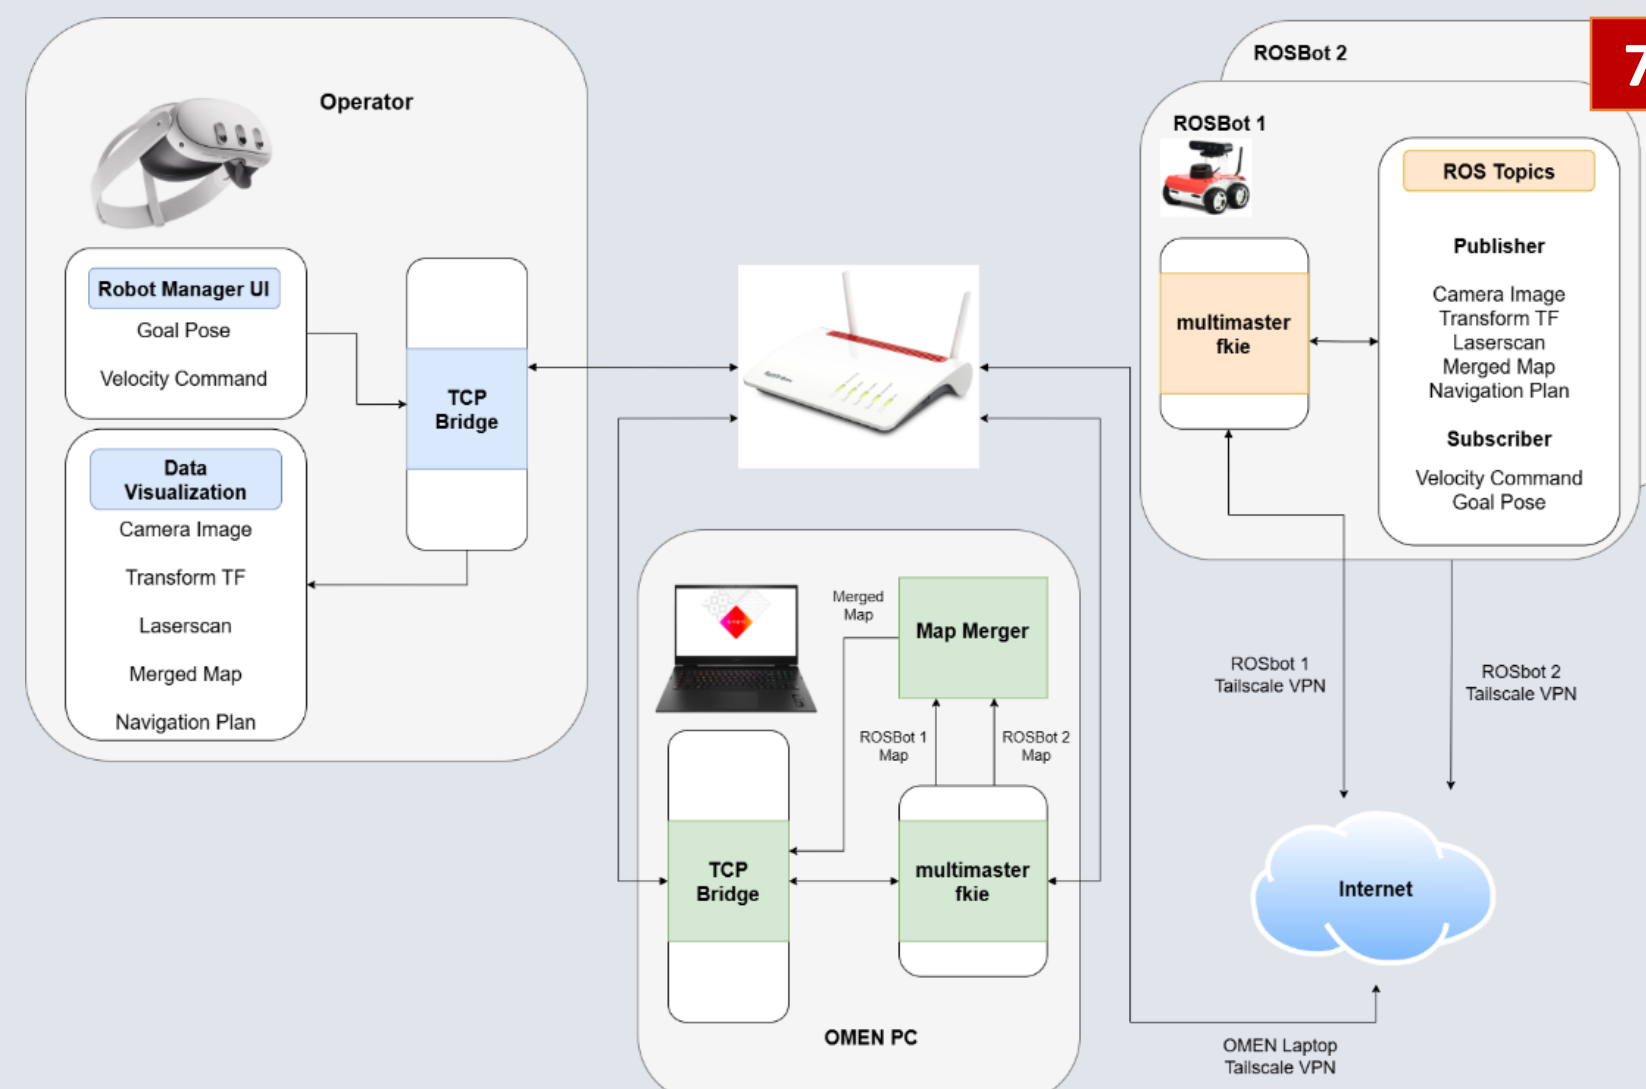 Operator
Robot Manager UI
Goal Pose
Velocity Command
Data
Visualization
Camera Image
Transform TF
Laserscan
Merged Map
Navigation Plan
TCP
Bridge
ROSBot 2
7
ROSBot 1
ROS Topics
multimaster
fkie
Publisher
Camera Image
Transform TF
Laserscan
Merged Map
Navigation Plan
Subscriber
Velocity Command
Goal Pose
Merged
Map
Map Merger
ROSBot 1
Map
ROSBot 2
Map
TCP
Bridge
multimaster
fkie
OMEN PC
ROSbot 1
Tailscale VPN
ROSbot 2
Tailscale VPN
Internet
OMEN Laptop
Tailscale VPN